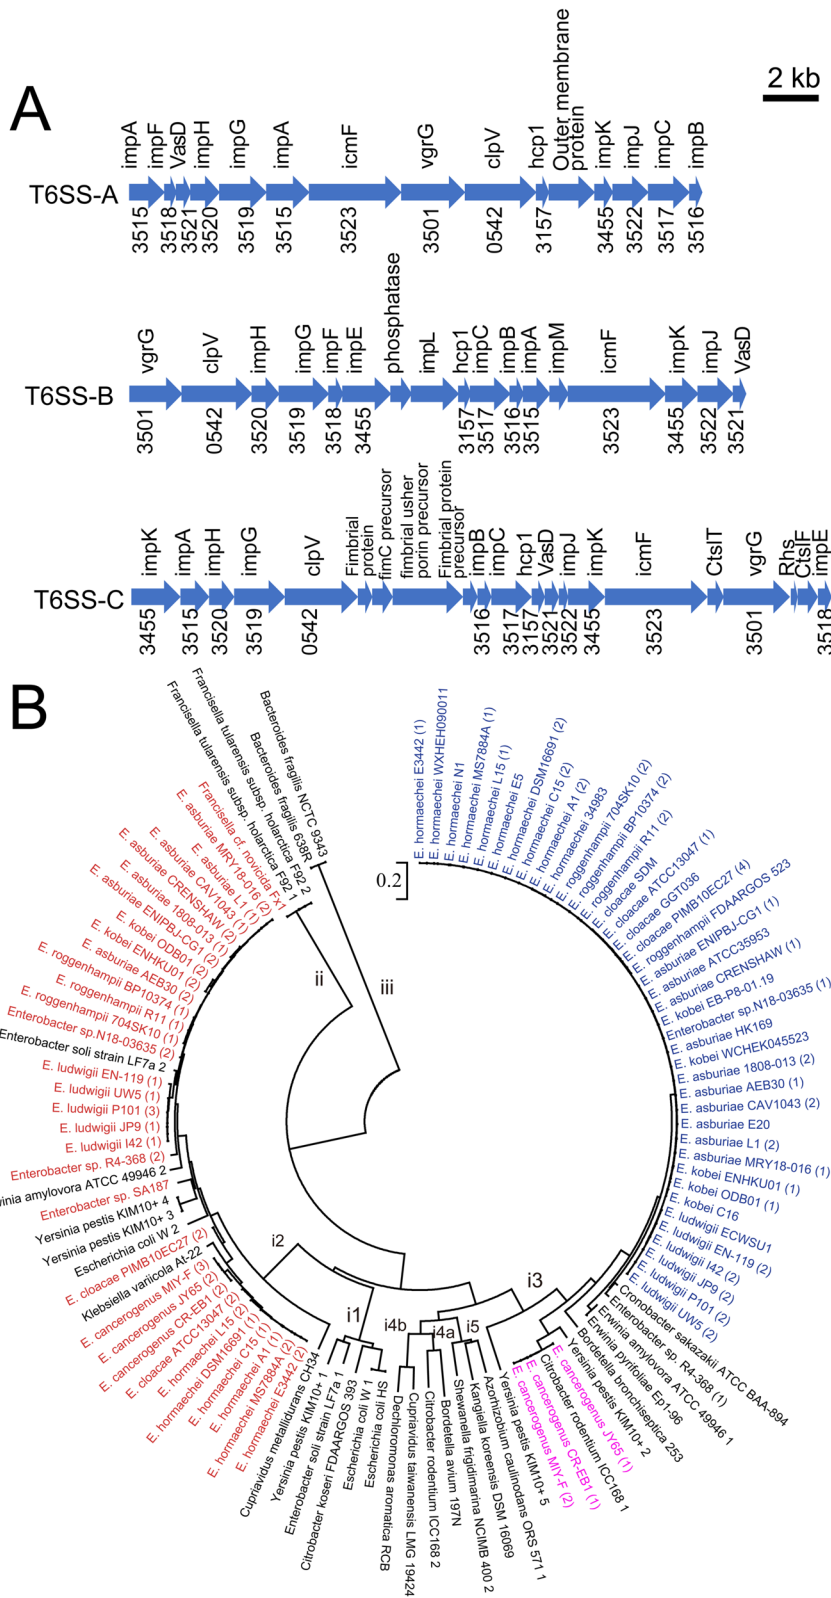 A
2 kb
impA
impF
VasD
impH
impG
impA
icmF
vgrG
clpV
hcp1
Outer membrane
protein
impK
impJ
impC
impB
T6SS-A
3515
3518
3521
3520
3519
3515
3523
3501
0542
3157
3455
3522
3517
3516
vgrG
clpV
impH
impG
impF
impE
phosphatase
impL
hcp1
impC
impB
impA
impM
icmF
impK
impJ
VasD
T6SS-B
3501
0542
3520
3519
3518
3455
3157
3517
3516
3515
3523
3455
3522
3521
impK
impA
impH
impG
clpV
Fimbrial
protein
fimC precursor
fimbrial usher
porin precursor
Fimbrial protein
precursor
impB
impC
hcp1
VasD
impJ
impK
icmF
CtslT
vgrG
Rhs
CtslF
impE
T6SS-C
3455
3515
3520
3519
0542
3516
3517
3157
3521
3522
3455
3523
3501
3518
B
0.2
i1
i2
i3
i4a
i4b
i5
ii
iii
E. hormaechei E3442 (1)
E. hormaechei WXHEH090011
E. hormaechei N1
E. hormaechei MS7884A (1)
E. hormaechei L15 (1)
E. hormaechei E5
E. hormaechei DSM16691 (2)
E. hormaechei C15 (2)
E. hormaechei A1 (2)
E. hormaechei 34983
E. roggenhampii 704SK10 (2)
E. roggenhampii BP10374 (2)
E. roggenhampii R11 (2)
E. cloacae SDM
E. cloacae ATCC13047 (1)
E. cloacae GGT036
E. cloacae PIMB10EC27 (4)
E. roggenhampii FDAARGOS 523
E. asburiae ENIPBJ-CG1 (1)
E. asburiae ATCC35953
E. asburiae CRENSHAW (1)
E. kobei EB-P8-01.19
Enterobacter sp.N18-03635 (1)
E. asburiae HK169
E. kobei WCHEK045523
E. asburiae 1808-013 (2)
E. asburiae AEB30 (1)
E. asburiae CAV1043 (2)
E. asburiae E20
E. asburiae L1 (2)
E. asburiae MRY18-016 (1)
E. kobei ENHKU01 (1)
E. kobei ODB01 (1)
E. kobei C16
E. ludwigii ECWSU1
E. ludwigii EN-119 (2)
E. ludwigii I42 (2)
E. ludwigii JP9 (2)
E. ludwigii P101 (2)
E. ludwigii UW5 (2)
Cronobacter sakazakii ATCC BAA-894
Enterobacter sp. R4-368 (1)
Erwinia amylovora ATCC 49946 1
Erwinia pyrifoliae Ep1-96
Bordetella bronchiseptica 253
Yersinia pestis KIM10+ 2
E. cancerogenus JY65 (1)
Citrobacter rodentium ICC168 1
E. cancerogenus CR-EB1 (1)
E. cancerogenus MIY-F (2)
Yersinia pestis KIM10+ 5
Azorhizobium caulinodans ORS 571 1
Kangiella koreensis DSM 16069
Shewanella frigidimarina NCIMB 400 2
Bordetella avium 197N
Citrobacter rodentium ICC168 2
Cupriavidus taiwanensis LMG 19424
Dechloromonas aromatica RCB
Escherichia coli HS
Escherichia coli W 1
Citrobacter koseri FDAARGOS 393
Enterobacter soli strain LF7a 1
Yersinia pestis KIM10+ 1
Cupriavidus metallidurans CH34
E. hormaechei E3442 (2)
E. hormaechei MS7884A (2)
E. hormaechei A1 (1)
E. hormaechei C15 (1)
E. hormaechei DSM16691 (1)
E. hormaechei L15 (2)
E. cloacae ATCC13047 (2)
E. cancerogenus CR-EB1 (2)
E. cancerogenus JY65 (2)
E. cancerogenus MIY-F (3)
Klebsiella variicola At-22
E. cloacae PIMB10EC27 (2)
Escherichia coli W 2
Yersinia pestis KIM10+ 3
Yersinia pestis KIM10+ 4
Enterobacter sp. SA187
winia amylovora ATCC 49946 2
Enterobacter sp. R4-368 (2)
E. ludwigii I42 (1)
E. ludwigii JP9 (1)
E. ludwigii P101 (3)
E. ludwigii UW5 (1)
E. ludwigii EN-119 (1)
Enterobacter soli strain LF7a 2
Enterobacter sp.N18-03635 (2)
E. roggenhampii 704SK10 (1)
E. roggenhampii R11 (1)
E. roggenhampii BP10374 (1)
E. asburiae AEB30 (2)
E. kobei ENHKU01 (2)
E. kobei ODB01 (2)
E. asburiae ENIPBJ-CG1 (2)
E. asburiae 1808-013 (1)
E. asburiae CRENSHAW (2)
E. asburiae CAV1043 (1)
E. asburiae L1 (1)
E. asburiae MRY18-016 (2)
Francisella cf. novicida Fx1
Francisella tularensis subsp. holarctica F92 1
Francisella tularensis subsp. holarctica F92 2
Bacteroides fragilis 638R
Bacteroides fragilis NCTC 9343